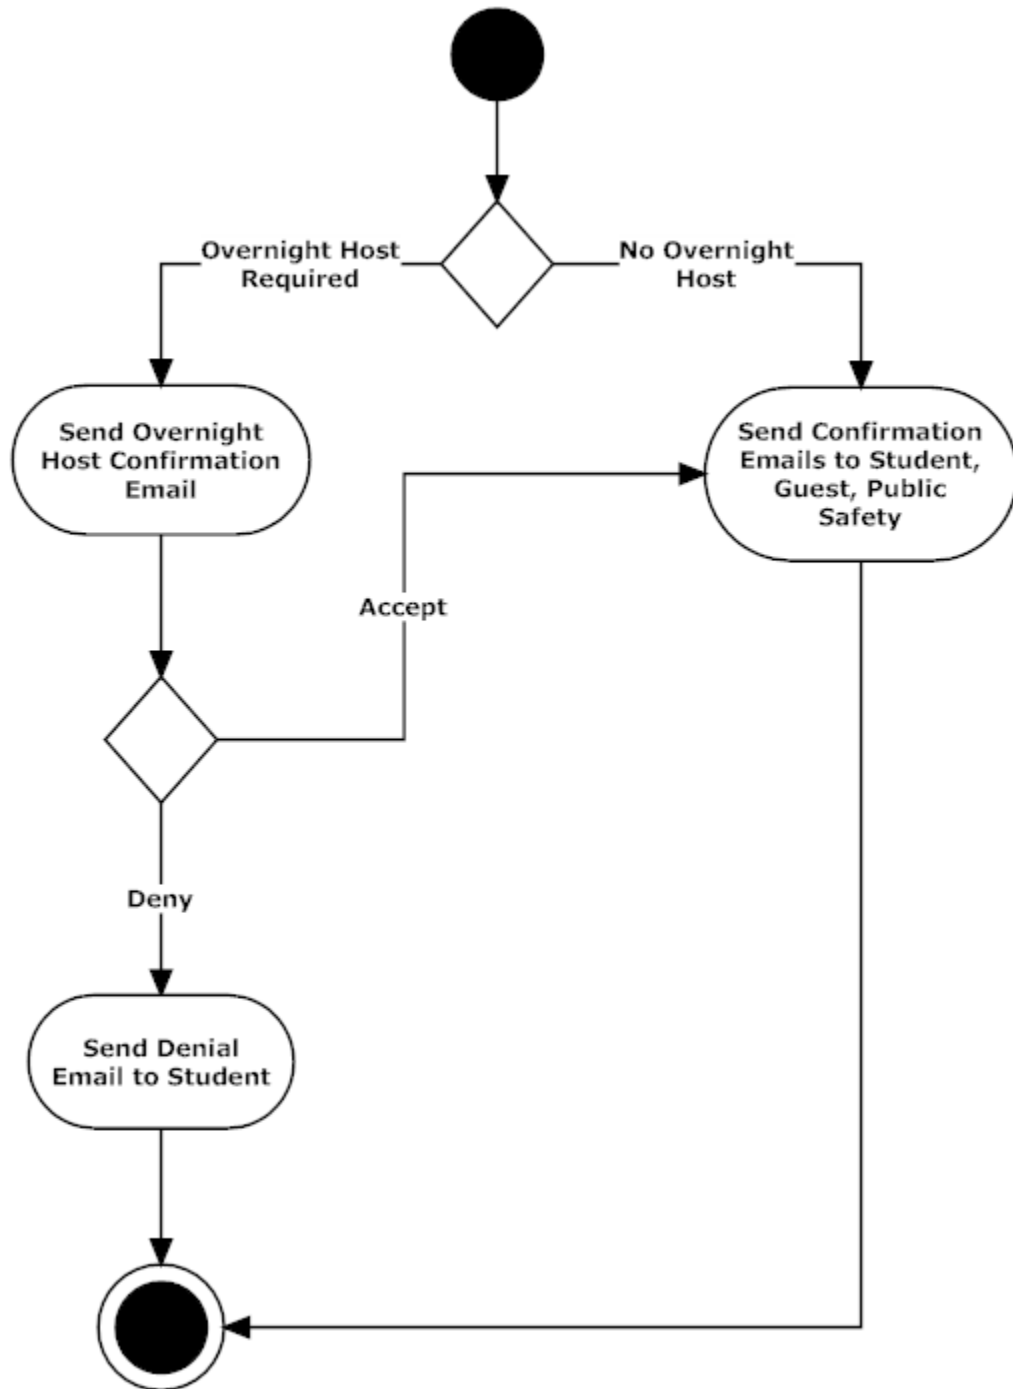 Overnight Host
Required
No Overnight
Host
Send Overnight
Host Confirmation
Email
Send Confirmation
Emails to Student,
Guest, Public
Safety
Accept
Deny
Send Denial
Email to Student